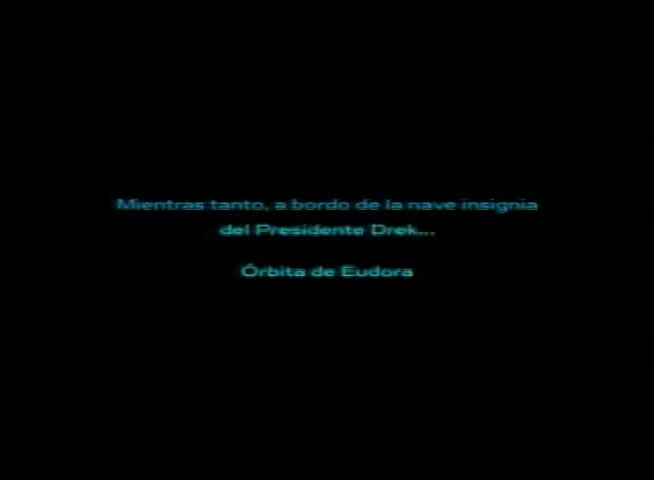 Mientras tanto, a bordo de la nave insignia
del Presidente Drek...
Órbita de Eudora